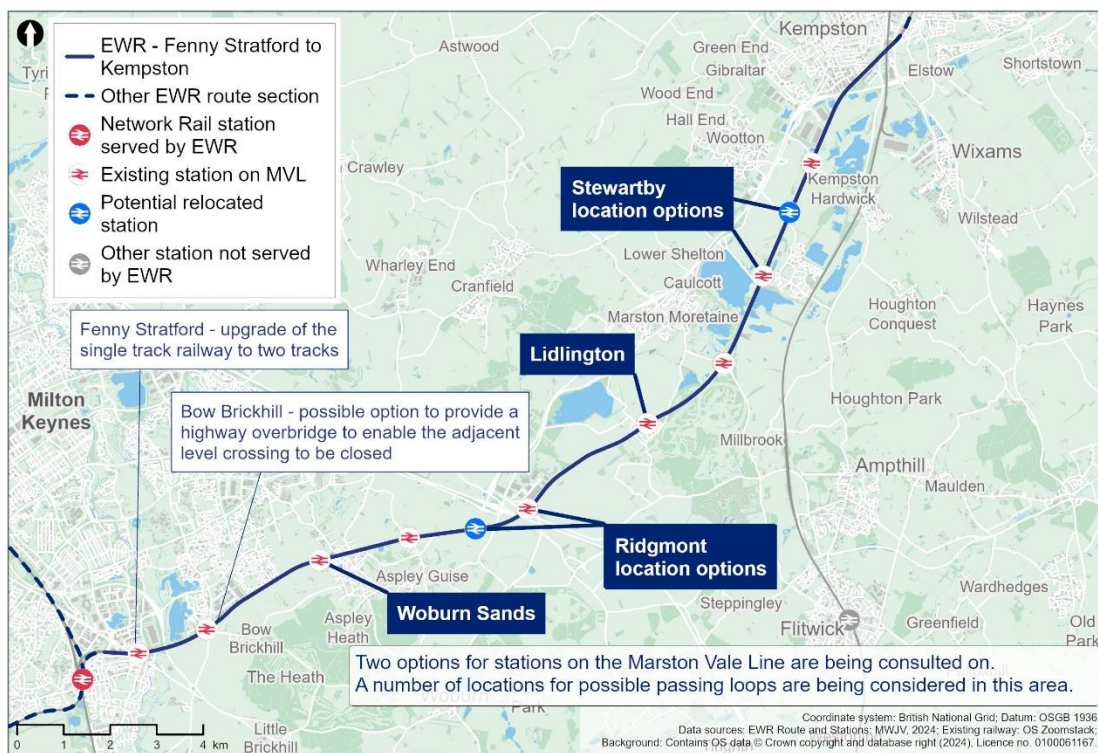 EWR - Fenny Stratford to
Kempston
Other EWR route section
Network Rail station
served by EWR
Existing station on MVL
Potential relocated
station
Other station not served
by EWR
Astwood
Kempston
Green End
Gibraltar
Elstow
Shortstown
Wood End
Hall End
Wootton
Wixams
Crawley
Stewartby
location options
Kempston
Hardwick
Wilstead
Lower Shelton
Wharley End
Caulcott
Cranfield
Houghton
Conquest
Haynes
Park
Marston Moretaine
Fenny Stratford - upgrade of the
single track railway to two tracks
Lidlington
Milton
Keynes
Houghton Park
Bow Brickhill - possible option to provide a
highway overbridge to enable the adjacent
level crossing to be closed
Millbrook
Ampthill
Maulden
Ridgmont
location options
Aspley Guise
Wardhedges
Woburn Sands
Steppingley
Aspley
Heath
Flitwick
Greenfield
Old
Park
Bow
Brickhill
The Heath
Two options for stations on the Marston Vale Line are being consulted on.
A number of locations for possible passing loops are being considered in this area.
Park
Little
Brickhill
0 1 2 3 4 km
Coordinate system: British National Grid; Datum: OSGB 1936
Data sources: EWR Route and Stations: MWJV, 2024; Existing railway: OS Zoomstack;
Background: Contains OS data © Crown copyright and database right (2024), Licence no. 0100061167.